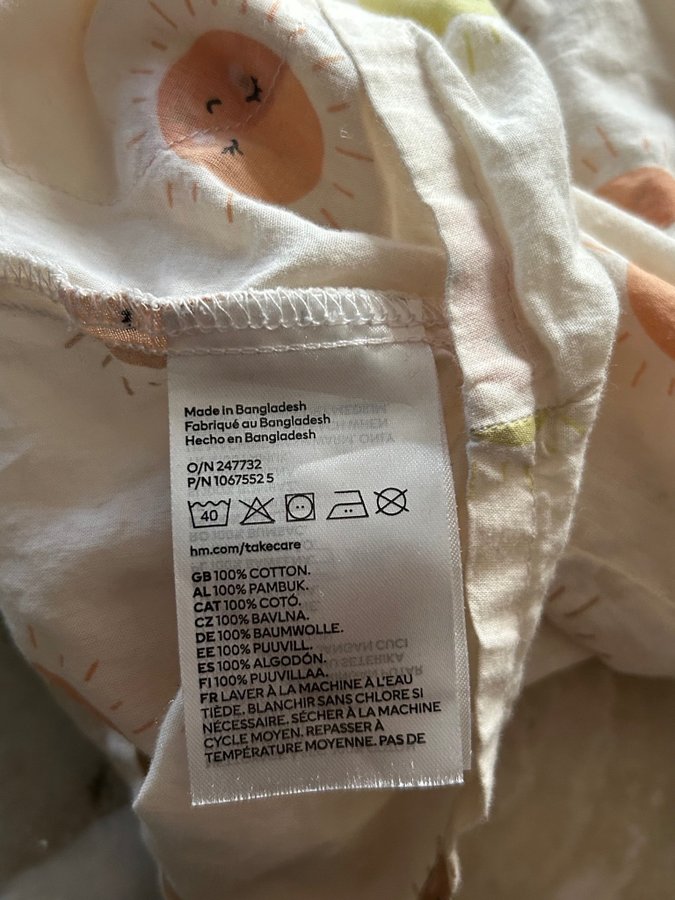 Made in Bangladesh
Fabriqué au Bangladesh
Hecho en Bangladesh
O/N 247732
P/N 1067552 5
40
hm.com/takecare
GB 100% COTTON.
AL 100% PAMBUK.
CAT 100% COTÓ.
CZ 100% BAVLNA.
DE 100% BAUMWOLLE.
EE 100% PUUVILL.
ES 100% ALGODÓN.
FI 100% PUUVILLAA.
FR LAVER À LA MACHINE À L'EAU
TIÈDE. BLANCHIR SANS CHLORE SI
NÉCESSAIRE. SÉCHER À LA MACHINE
CYCLE MOYEN. REPASSER À
TEMPÉRATURE MOYENNE. PAS DE